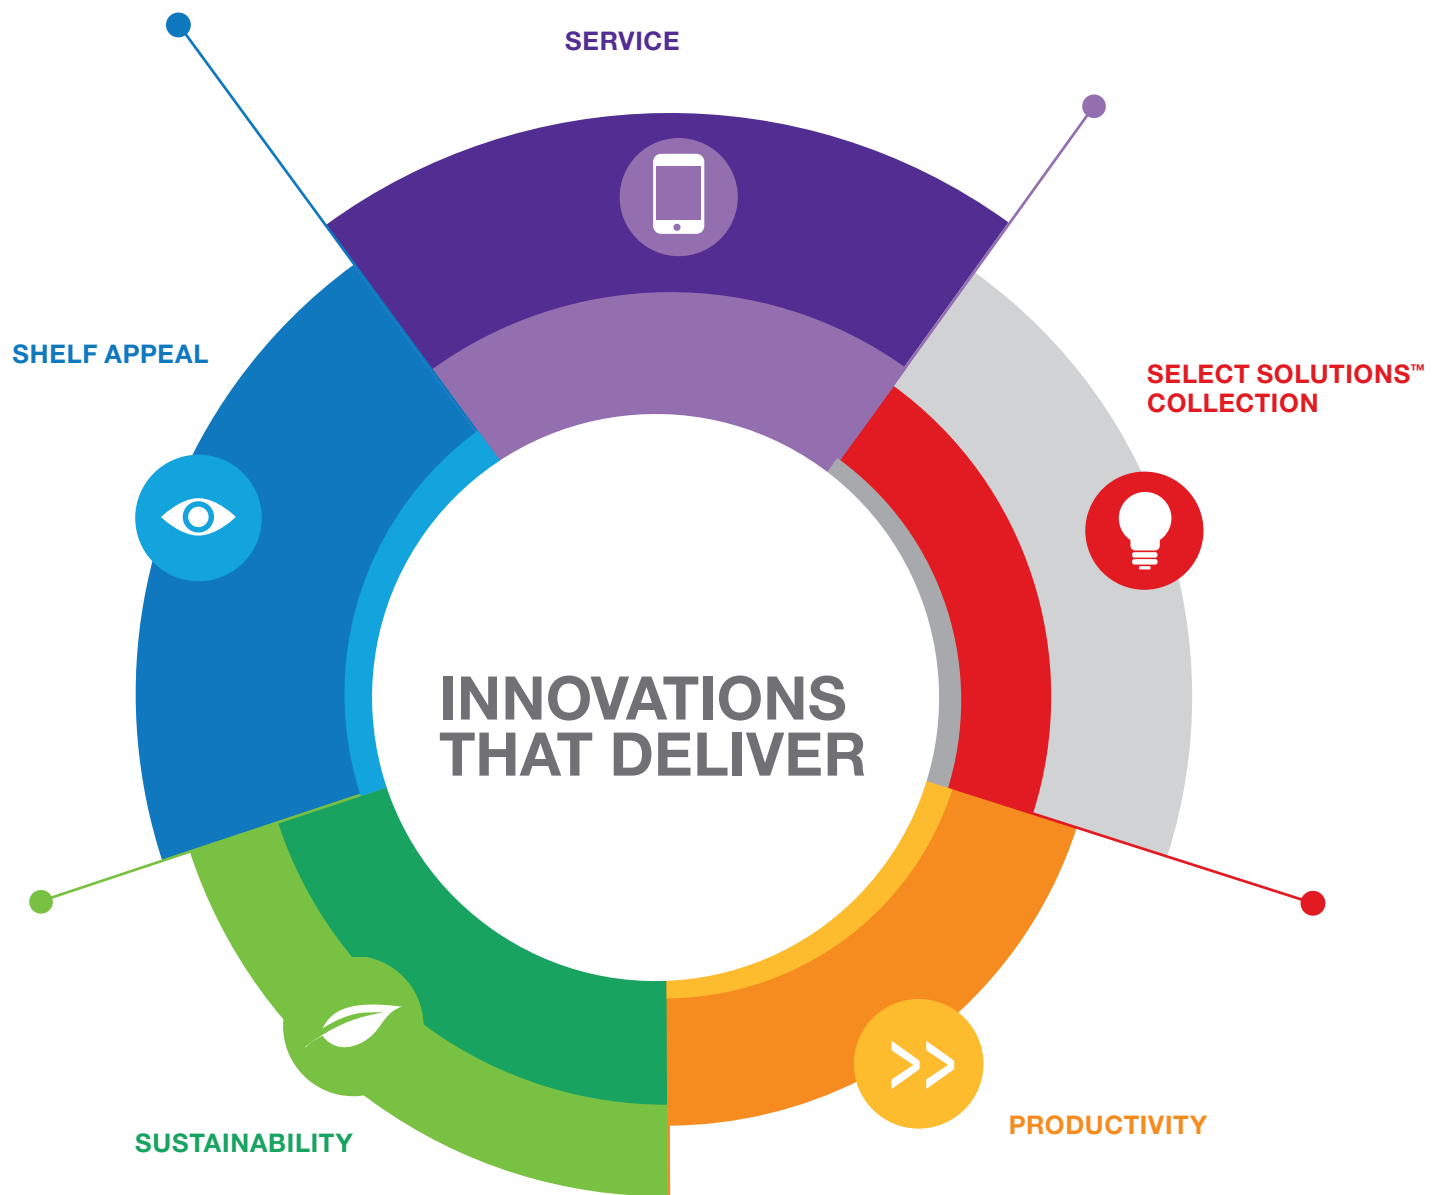 SERVICE
SHELF APPEAL
SELECT SOLUTIONS™
COLLECTION
INNOVATIONS
THAT DELIVER
PRODUCTIVITY
SUSTAINABILITY